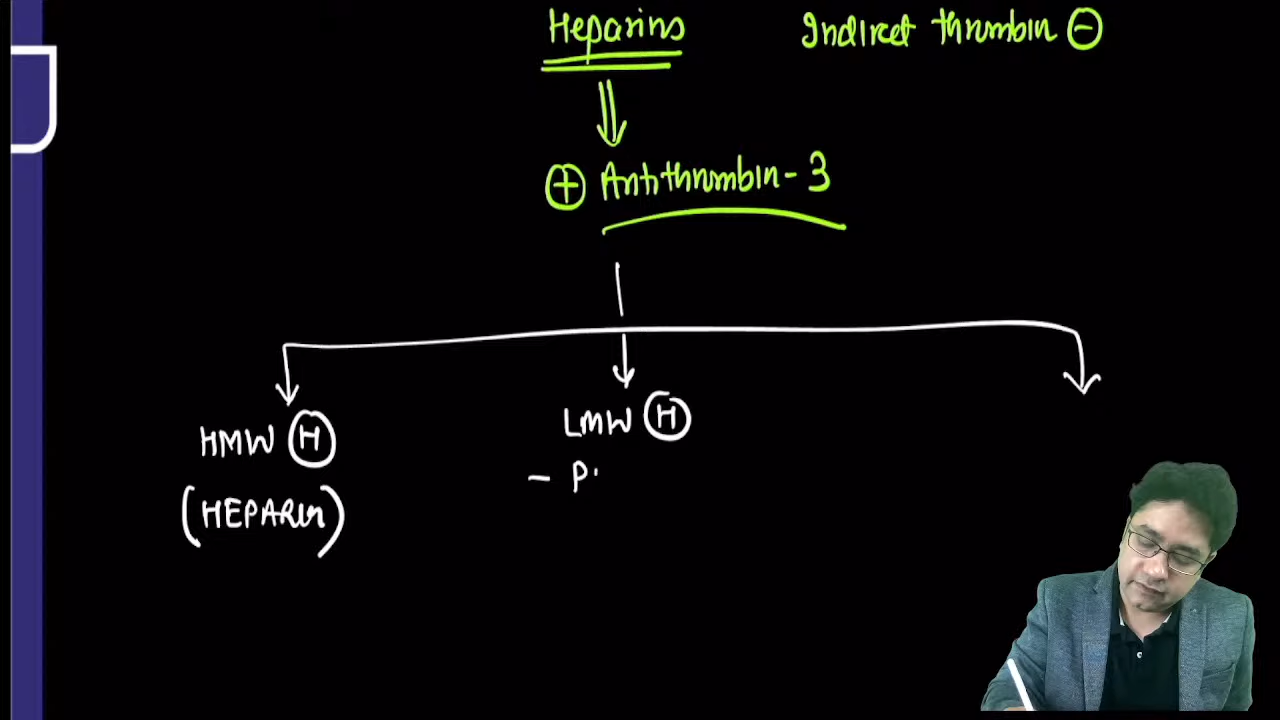 Heparins
Indirect thrombin ⊖
⊕ Antithrombin-3
HMW Ⓗ
LMW Ⓗ
(HEPARIN)
- P.